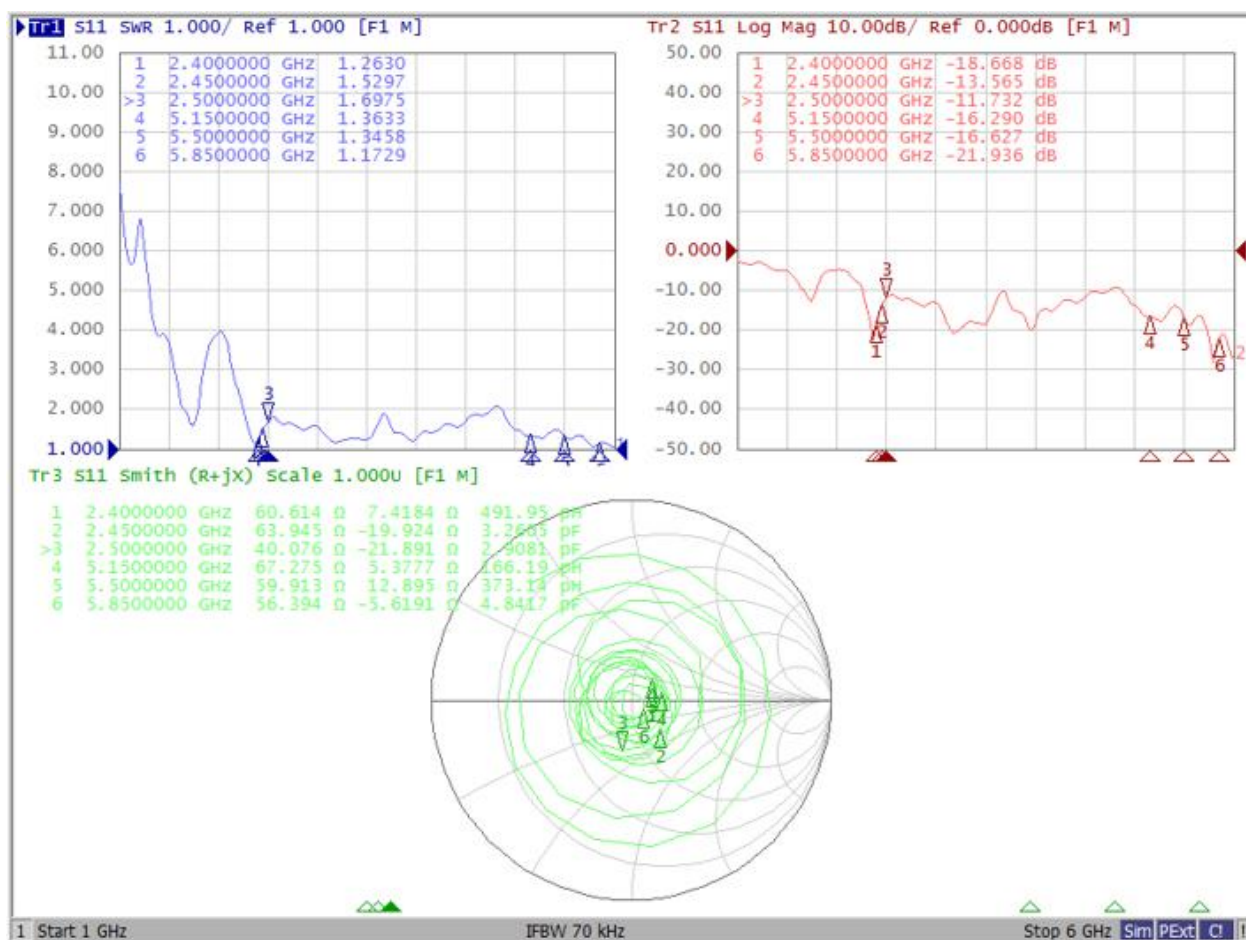 Tr1 S11 SWR 1.000/ Ref 1.000 [F1 M]
11.00
10.00
9.000
8.000
7.000
6.000
5.000
4.000
3.000
2.000
1.000
1 2.4000000 GHz 1.2630
2 2.4500000 GHz 1.5297
>3 2.5000000 GHz 1.6975
4 5.1500000 GHz 1.3633
5 5.5000000 GHz 1.3458
6 5.8500000 GHz 1.1729
3
Tr2 S11 Log Mag 10.00dB/ Ref 0.000dB [F1 M]
50.00
40.00
30.00
20.00
10.00
0.000
-10.00
-20.00
-30.00
-40.00
-50.00
1 2.4000000 GHz -18.668 dB
2 2.4500000 GHz -13.565 dB
>3 2.5000000 GHz -11.732 dB
4 5.1500000 GHz -16.290 dB
5 5.5000000 GHz -16.627 dB
6 5.8500000 GHz -21.936 dB
3
2
1
4
5
6
2
Tr3 S11 Smith (R+jX) Scale 1.000U [F1 M]
1 2.4000000 GHz 60.614 Ω 7.4184 Ω 491.95 pH
2 2.4500000 GHz 63.945 Ω -19.924 Ω
>3 2.5000000 GHz 40.076 Ω -21.891 Ω 2.9081 pF
4 5.1500000 GHz 67.275 Ω 5.3777 Ω 166.19 pH
5 5.5000000 GHz 59.913 Ω 12.895 Ω 373.14 pH
6 5.8500000 GHz 56.394 Ω -5.6191 Ω 4.8417 pF
3
4
6
2
1 Start 1 GHz
IFBW 70 kHz
Stop 6 GHz Sim PExt C! !